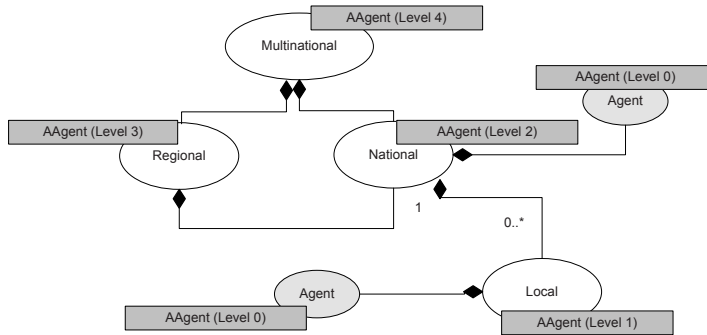 AAgent (Level 4)
Multinational
AAgent (Level 0)
Agent
AAgent (Level 3)
Regional
AAgent (Level 2)
National
1
0..*
Agent
AAgent (Level 0)
Local
AAgent (Level 1)